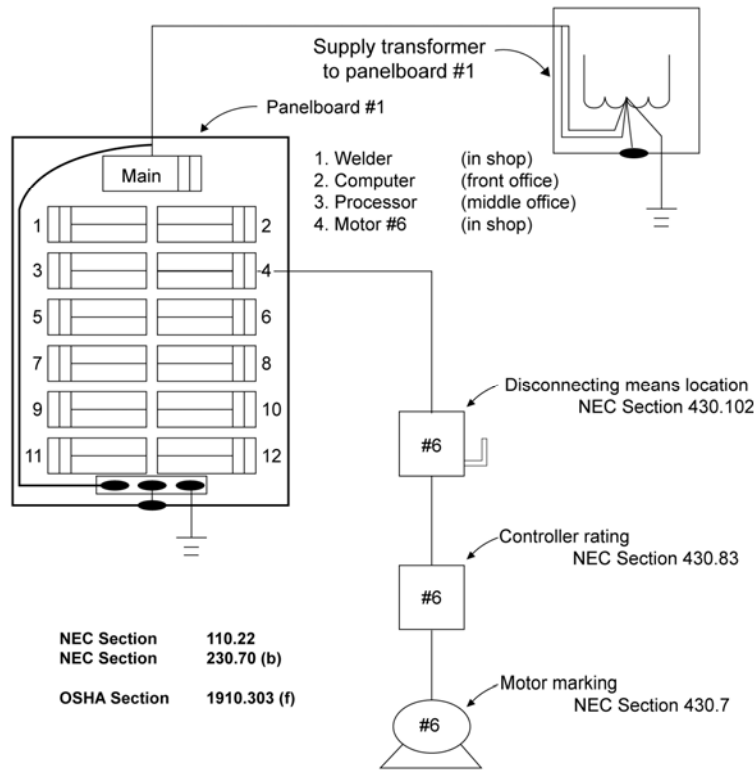 Supply transformer
to panelboard #1
Panelboard #1
Main
1. Welder (in shop)
2. Computer (front office)
3. Processor (middle office)
4. Motor #6 (in shop)
1
2
3
4
5
6
7
8
9
10
11
12
Disconnecting means location
NEC Section 430.102
#6
Controller rating
NEC Section 430.83
#6
NEC Section 110.22
NEC Section 230.70 (b)
OSHA Section 1910.303 (f)
Motor marking
NEC Section 430.7
#6